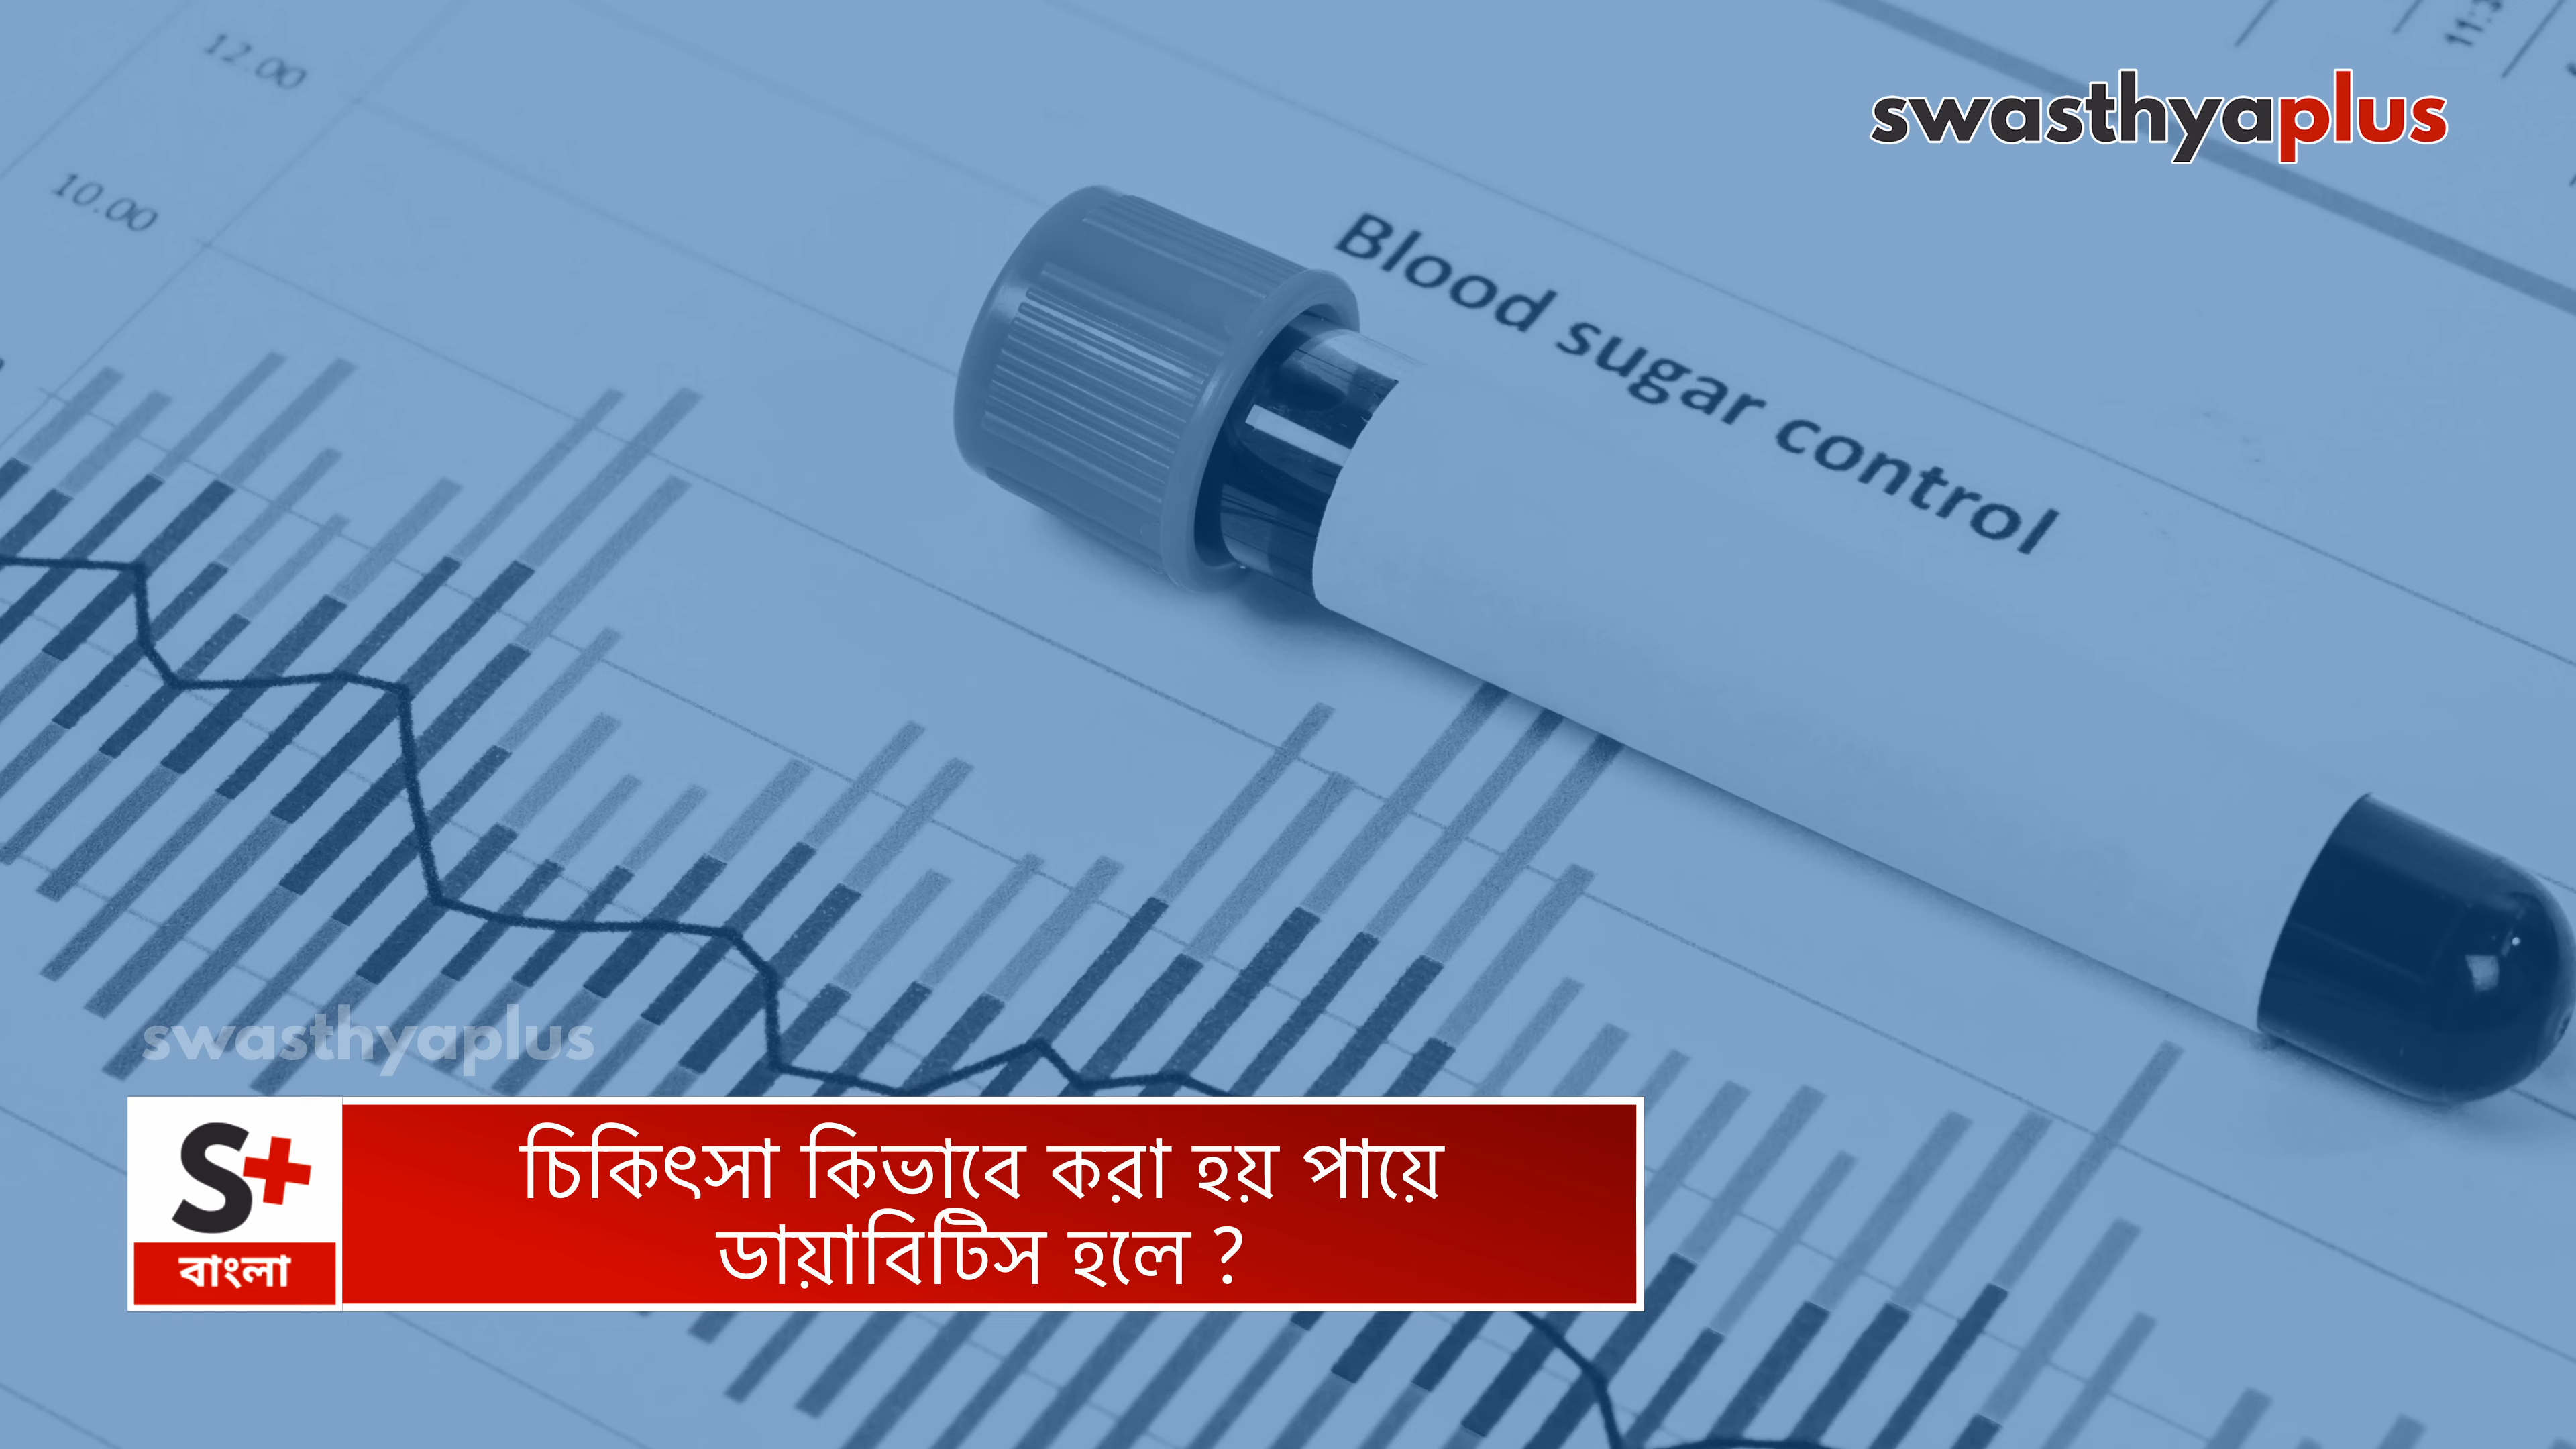 12.00
10.00
swasthyaplus
Blood sugar control
swasthyaplus
S+
বাংলা
চিকিৎসা কিভাবে করা হয় পায়ে
ডায়াবিটিস হলে ?